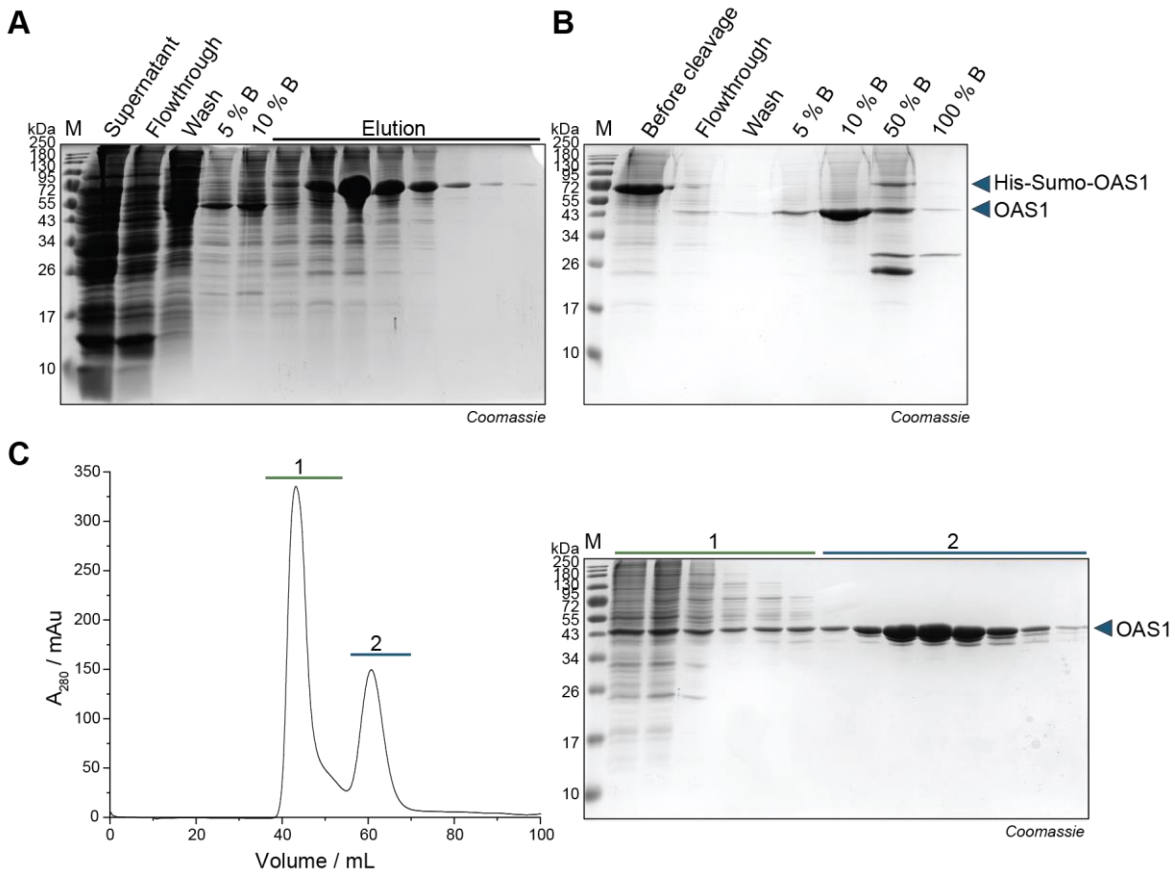 A
Supernatant
Flowthrough
Wash
5 % B
10 % B
Elution
kDa
M
250
180
130
95
72
55
43
34
26
17
10
Coomassie
B
Before cleavage
Flowthrough
Wash
5 % B
10 % B
50 % B
100 % B
kDa
M
250
180
130
95
72
55
43
34
26
17
10
His-Sumo-OAS1
OAS1
Coomassie
C
350
300
250
200
150
100
50
0
A280 / mAu
1
2
0
20
40
60
80
100
Volume / mL
kDa
M
1
2
250
180
130
95
72
55
43
34
26
17
10
OAS1
Coomassie